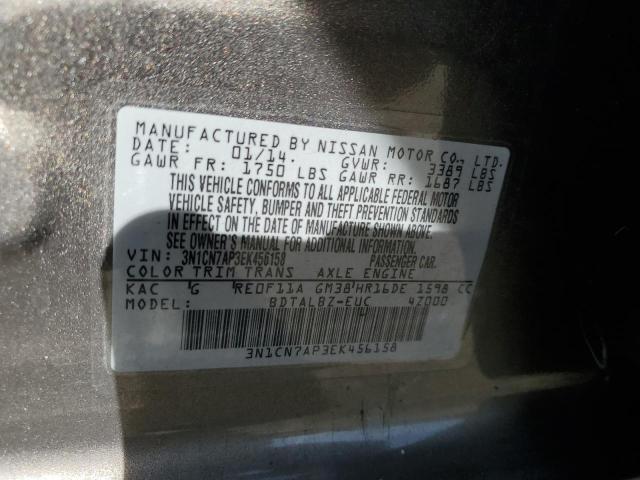 MANUFACTURED BY NISSAN MOTOR CO., LTD.
DATE: 01/14. GVWR: 3389 LBS
GAWR FR: 1750 LBS GAWR RR: 1687 LBS
THIS VEHICLE CONFORMS TO ALL APPLICABLE FEDERAL MOTOR
VEHICLE SAFETY, BUMPER AND THEFT PREVENTION STANDARDS
IN EFFECT ON THE DATE OF MANUFACTURE SHOWN ABOVE.
SEE OWNER'S MANUAL FOR ADDITIONAL INFORMATION.
VIN: 3N1CN7AP3EK456158 PASSENGER CAR.
COLOR TRIM TRANS AXLE ENGINE
KAC G RE0F11A GM38 HR16DE 1598 CC
MODEL: BDTALBZ-EUC 4Z000
3N1CN7AP3EK456158